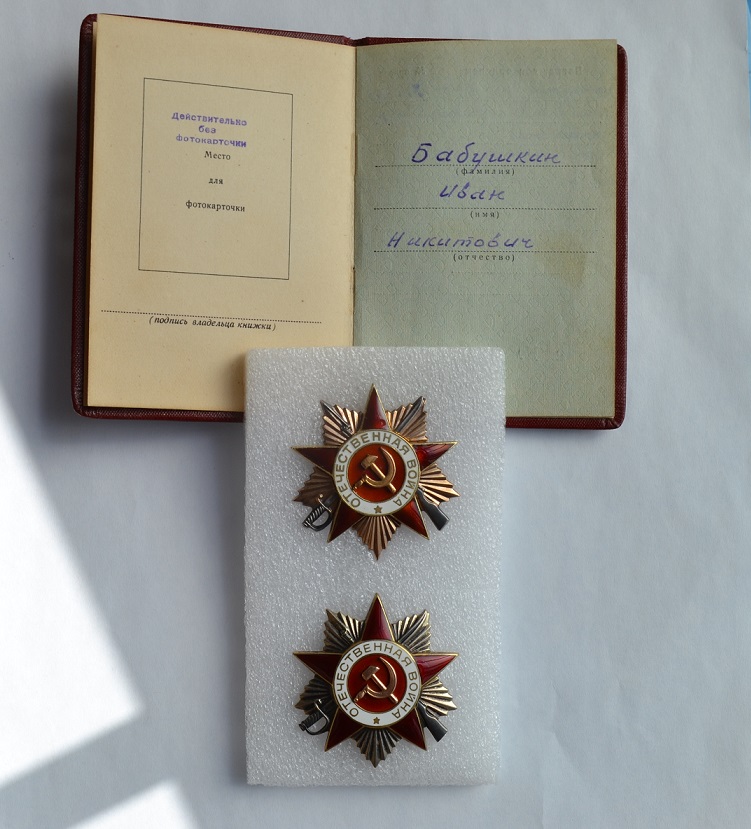 Действительно
без
фотокарточки
Место
для
фотокарточки
(подпись владельца книжки)
Бабушкин
(фамилия)
Иван
(имя)
Никитович
(отчество)
ОТЕЧЕСТВЕННАЯ ВОЙНА
ОТЕЧЕСТВЕННАЯ ВОЙНА